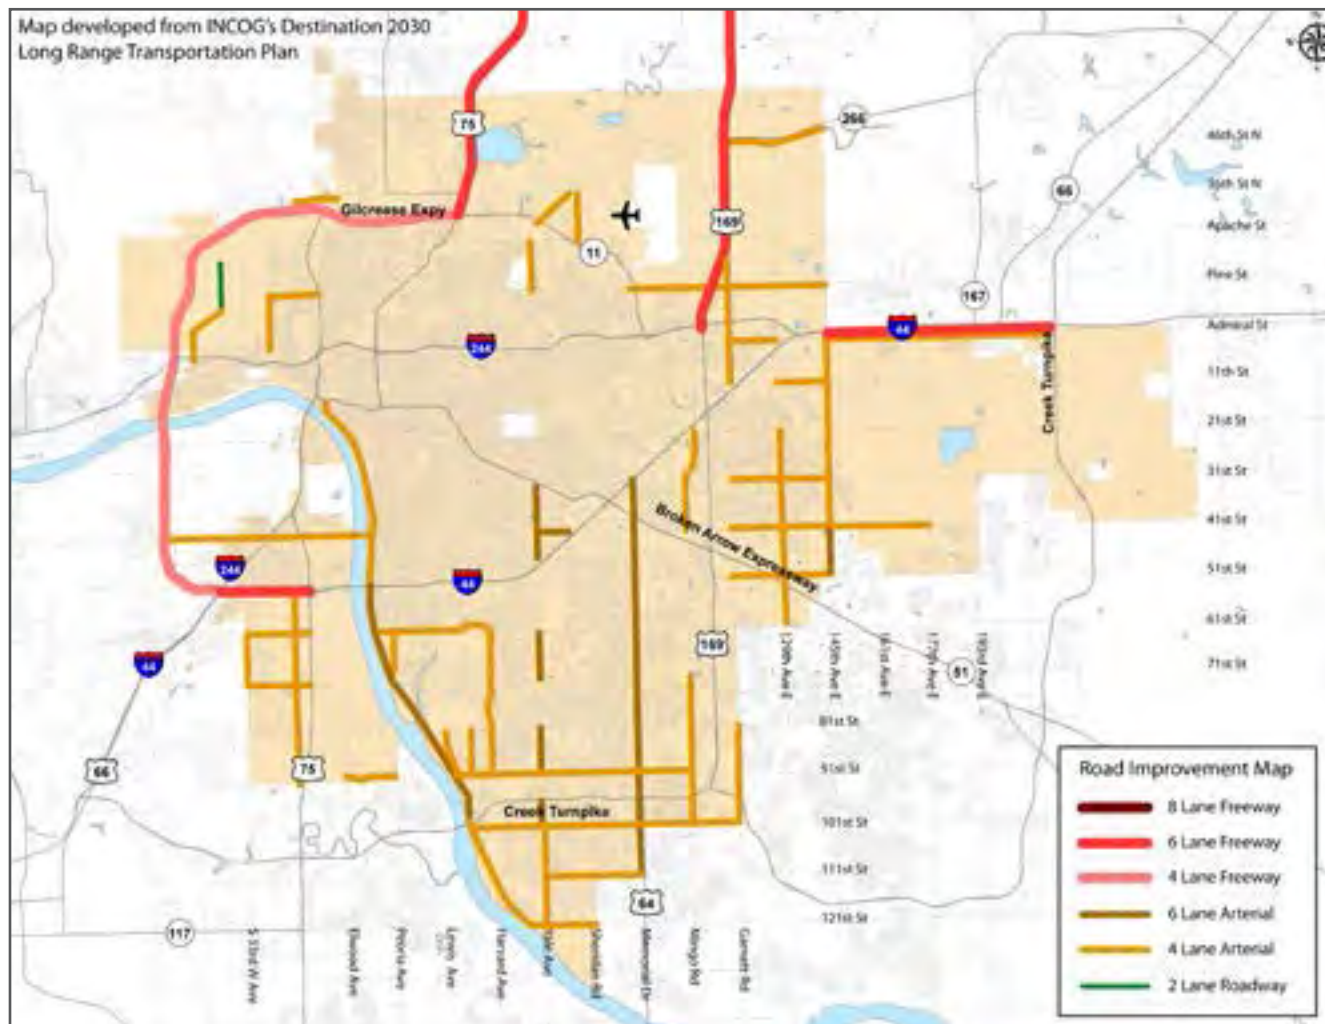 Map developed from INCOG's Destination 2030
Long Range Transportation Plan
75
266
46th St N
36th St N
66
Gilcrease Expy
169
Apache St
11
Pine St
167
Admiral St
44
244
Creek Turnpike
11th St
21st St
31st St
Broken Arrow Expressway
41st St
244
44
51st St
61st St
169
129th Ave E
145th Ave E
161st Ave E
177th Ave E
193rd Ave E
44
51
71st St
81st St
66
75
91st St
Creek Turnpike
101st St
111st St
64
121st St
117
S 33rd W Ave
Elwood Ave
Peoria Ave
Lewis Ave
Harvard Ave
Yale Ave
Sheridan Rd
Memorial Dr
Mingo Rd
Garnett Rd
Road Improvement Map
8 Lane Freeway
6 Lane Freeway
4 Lane Freeway
6 Lane Arterial
4 Lane Arterial
2 Lane Roadway